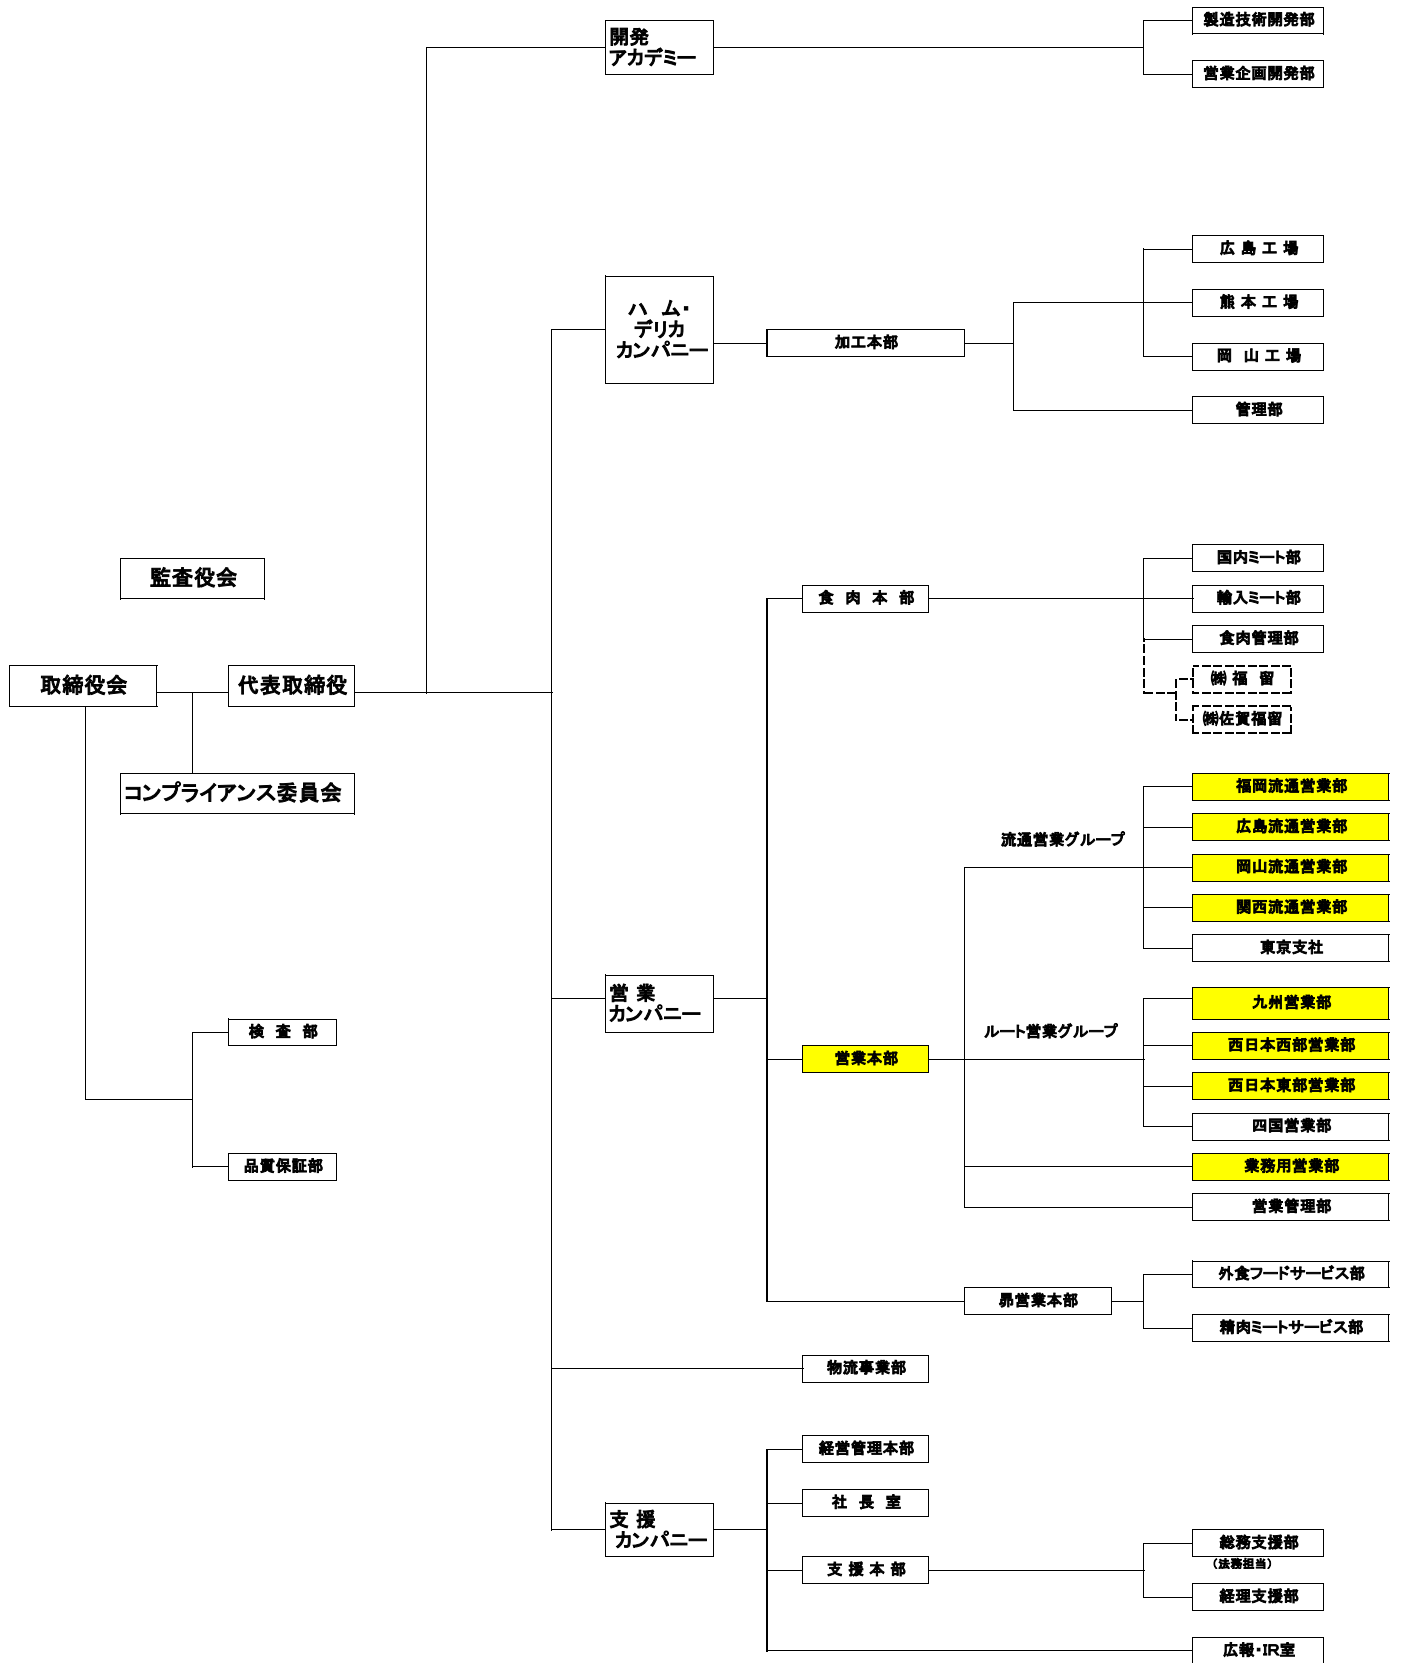 開発
アカデミー
製造技術開発部
営業企画開発部
ハ ム・
デリカ
カンパニー
加工本部
広 島 工 場
熊 本 工 場
岡 山 工 場
管理部
監査役会
取締役会
代表取締役
コンプライアンス委員会
検 査 部
品質保証部
営 業
カンパニー
食 肉 本 部
国内ミート部
輸入ミート部
食肉管理部
㈱ 福 留
㈱佐賀福留
営業本部
流通営業グループ
福岡流通営業部
広島流通営業部
岡山流通営業部
関西流通営業部
東京支社
ルート営業グループ
九州営業部
西日本西部営業部
西日本東部営業部
四国営業部
業務用営業部
営業管理部
昴営業本部
外食フードサービス部
精肉ミートサービス部
物流事業部
支 援
カンパニー
経営管理本部
社 長 室
支 援 本 部
総務支援部
（法務担当）
経理支援部
広報・IR室